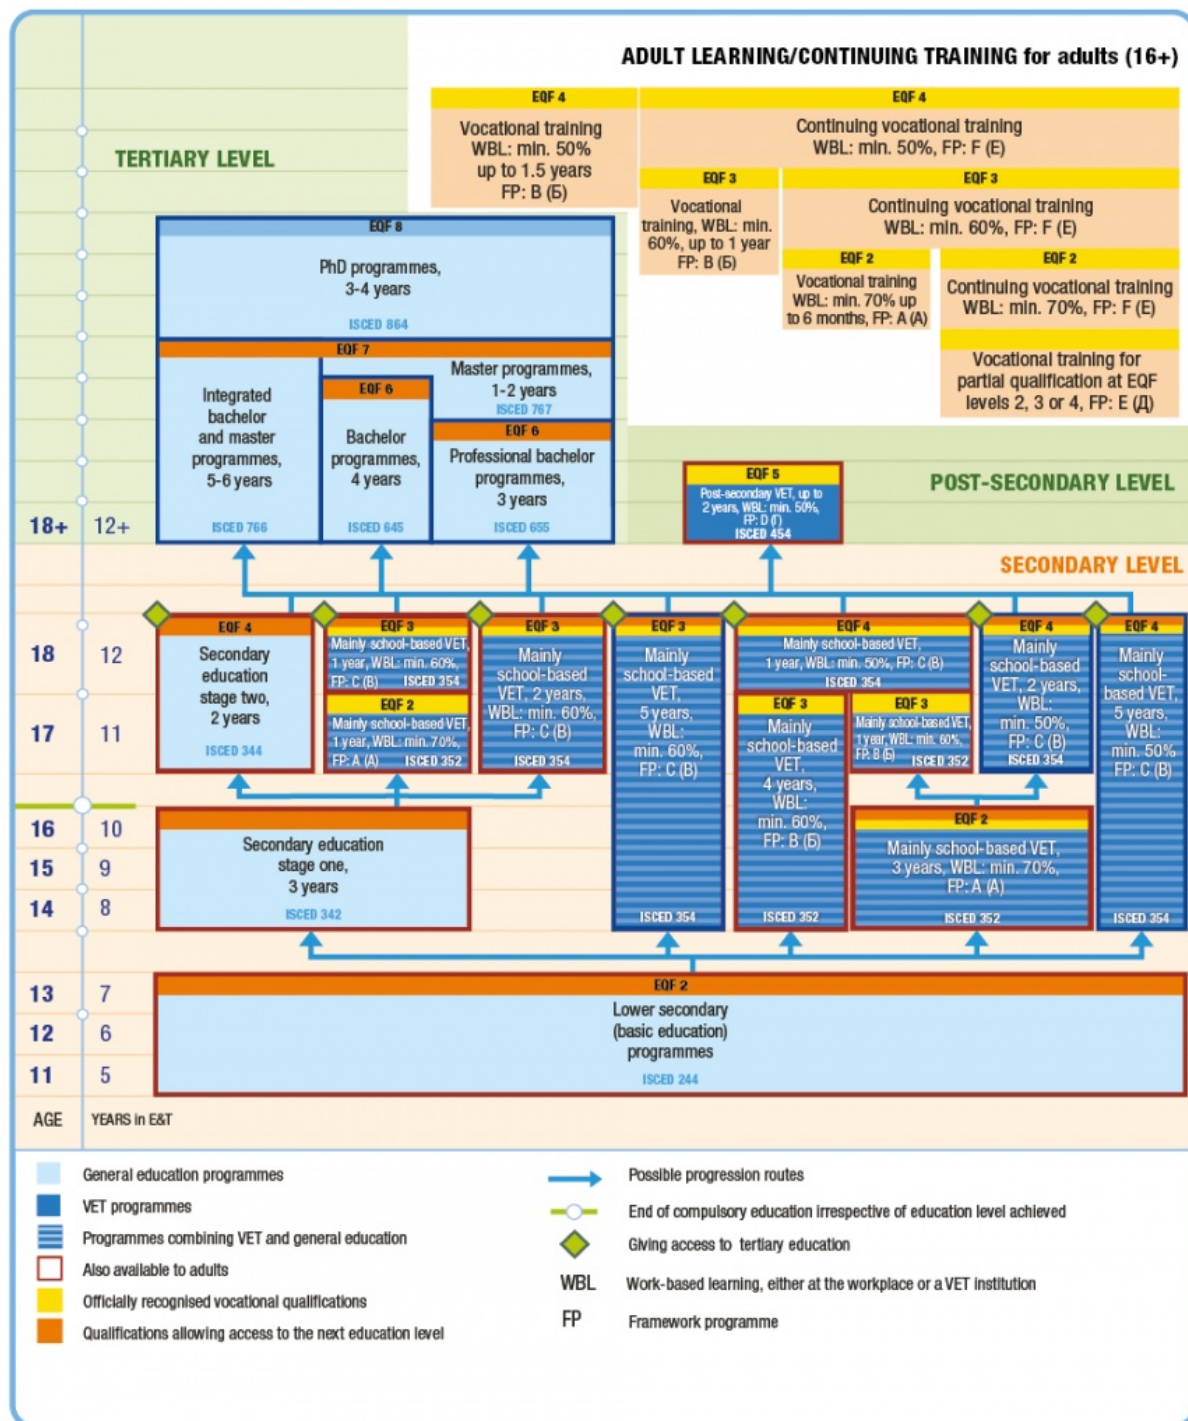 ADULT LEARNING/CONTINUING TRAINING for adults (16+)
EQF 4
Vocational training
WBL: min. 50%
up to 1.5 years
FP: B (Б)
EQF 4
Continuing vocational training
WBL: min. 50%, FP: F (E)
EQF 3
Vocational
training, WBL: min.
60%, up to 1 year
FP: B (Б)
EQF 3
Continuing vocational training
WBL: min. 60%, FP: F (E)
EQF 2
Vocational training
WBL: min. 70% up
to 6 months, FP: A (A)
EQF 2
Continuing vocational training
WBL: min. 70%, FP: F (E)
Vocational training for
partial qualification at EQF
levels 2, 3 or 4, FP: E (Д)
TERTIARY LEVEL
EQF 8
PhD programmes,
3-4 years
ISCED 864
EQF 7
Integrated
bachelor
and master
programmes,
5-6 years
ISCED 766
EQF 6
Bachelor
programmes,
4 years
ISCED 645
Master programmes,
1-2 years
ISCED 767
EQF 6
Professional bachelor
programmes,
3 years
ISCED 655
POST-SECONDARY LEVEL
EQF 5
Post-secondary VET, up to
2 years, WBL: min. 50%,
FP: D (Г)
ISCED 454
18+ 12+
SECONDARY LEVEL
EQF 4
Secondary
education
stage two,
2 years
ISCED 344
EQF 3
Mainly school-based VET,
1 year, WBL: min. 60%,
FP: C (B) ISCED 354
EQF 2
Mainly school-based VET,
1 year, WBL: min. 70%,
FP: A (A) ISCED 352
EQF 3
Mainly
school-based
VET, 2 years,
WBL: min. 60%,
FP: C (B)
ISCED 354
EQF 3
Mainly
school-based
VET,
5 years,
WBL:
min. 60%,
FP: C (B)
ISCED 354
EQF 4
Mainly school-based VET,
1 year, WBL: min. 50%, FP: C (B)
ISCED 354
EQF 3
Mainly
school-based
VET,
4 years,
WBL:
min. 60%,
FP: B (Б)
ISCED 352
EQF 3
Mainly school-based VET,
1 year, WBL: min. 60%,
FP: B (Б) ISCED 352
EQF 4
Mainly
school-based
VET, 2 years,
WBL:
min. 50%,
FP: C (B)
ISCED 354
EQF 4
Mainly
school-
based VET,
5 years,
WBL:
min. 50%
FP: C (B)
ISCED 354
18 12
17 11
16 10
15 9
14 8
Secondary education
stage one,
3 years
ISCED 342
EQF 2
Mainly school-based VET,
3 years, WBL: min. 70%,
FP: A (A)
ISCED 352
13 7
12 6
11 5
EQF 2
Lower secondary
(basic education)
programmes
ISCED 244
AGE YEARS in E&T
General education programmes
VET programmes
Programmes combining VET and general education
Also available to adults
Officially recognised vocational qualifications
Qualifications allowing access to the next education level
Possible progression routes
End of compulsory education irrespective of education level achieved
Giving access to tertiary education
WBL Work-based learning, either at the workplace or a VET institution
FP Framework programme